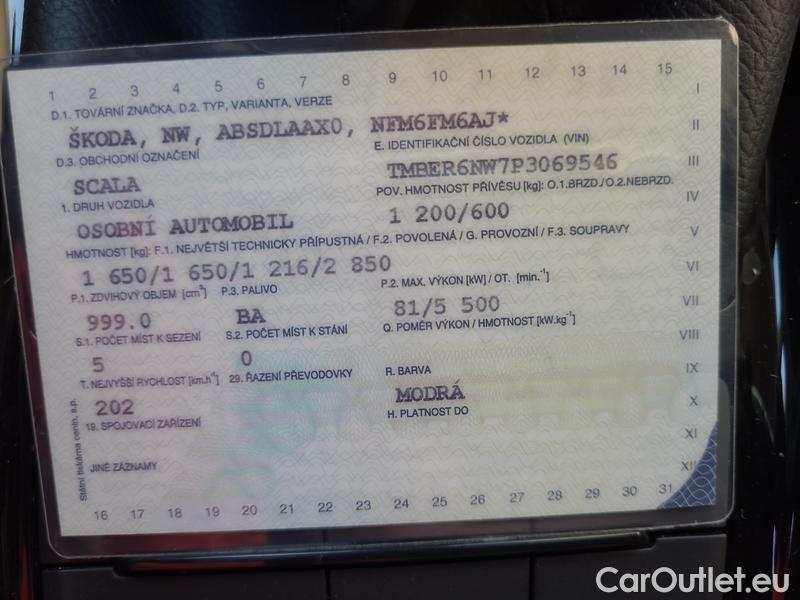 1 2 3 4 5 6 7 8 9 10 11 12 13 14 15
I
D.1. TOVÁRNÍ ZNAČKA, D.2. TYP, VARIANTA, VERZE
ŠKODA, NW, ABSDLAAX0, NFM6FM6AJ*
II
D.3. OBCHODNÍ OZNAČENÍ
E. IDENTIFIKAČNÍ ČÍSLO VOZIDLA (VIN)
SCALA
TMBER6NW7P3069546
III
1. DRUH VOZIDLA
POV. HMOTNOST PŘÍVĚSU [kg]: O.1.BRZD./O.2.NEBRZD.
OSOBNÍ AUTOMOBIL
1 200/600
IV
HMOTNOST [kg]: F.1. NEJVĚTŠÍ TECHNICKY PŘÍPUSTNÁ / F.2. POVOLENÁ / G. PROVOZNÍ / F.3. SOUPRAVY
V
1 650/1 650/1 216/2 850
VI
P.1. ZDVIHOVÝ OBJEM [cm³]
P.3. PALIVO
P.2. MAX. VÝKON [kW] / OT. [min.⁻¹]
999.0
BA
81/5 500
VII
S.1. POČET MÍST K SEZENÍ
S.2. POČET MÍST K STÁNÍ
Q. POMĚR VÝKON / HMOTNOST [kW.kg⁻¹]
5
0
VIII
T. NEJVYŠŠÍ RYCHLOST [km.h⁻¹]
29. ŘAZENÍ PŘEVODOVKY
R. BARVA
IX
202
MODRÁ
X
19. SPOJOVACÍ ZAŘÍZENÍ
H. PLATNOST DO
XI
JINÉ ZÁZNAMY
XII
Státní tiskárna cenin, s.p.
16 17 18 19 20 21 22 23 24 25 26 27 28 29 30 31
CarOutlet.eu